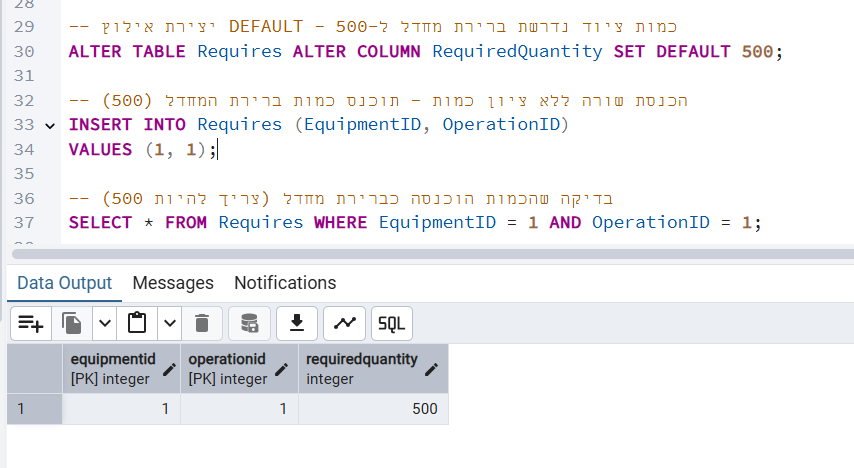 28
29 -- יצירת אילוץ DEFAULT - כמות ציוד נדרשת ברירת מחדל ל-500
30 ALTER TABLE Requires ALTER COLUMN RequiredQuantity SET DEFAULT 500;
31
32 -- הכנסת שורה ללא ציון כמות - תוכנס כמות ברירת המחדל (500)
33 INSERT INTO Requires (EquipmentID, OperationID)
34 VALUES (1, 1);
35
36 -- בדיקה שהכמות הוכנסה כברירת מחדל (צריך להיות 500)
37 SELECT * FROM Requires WHERE EquipmentID = 1 AND OperationID = 1;
Data Output Messages Notifications
SQL
equipmentid operationid requiredquantity
[PK] integer [PK] integer integer
1 1 1 500